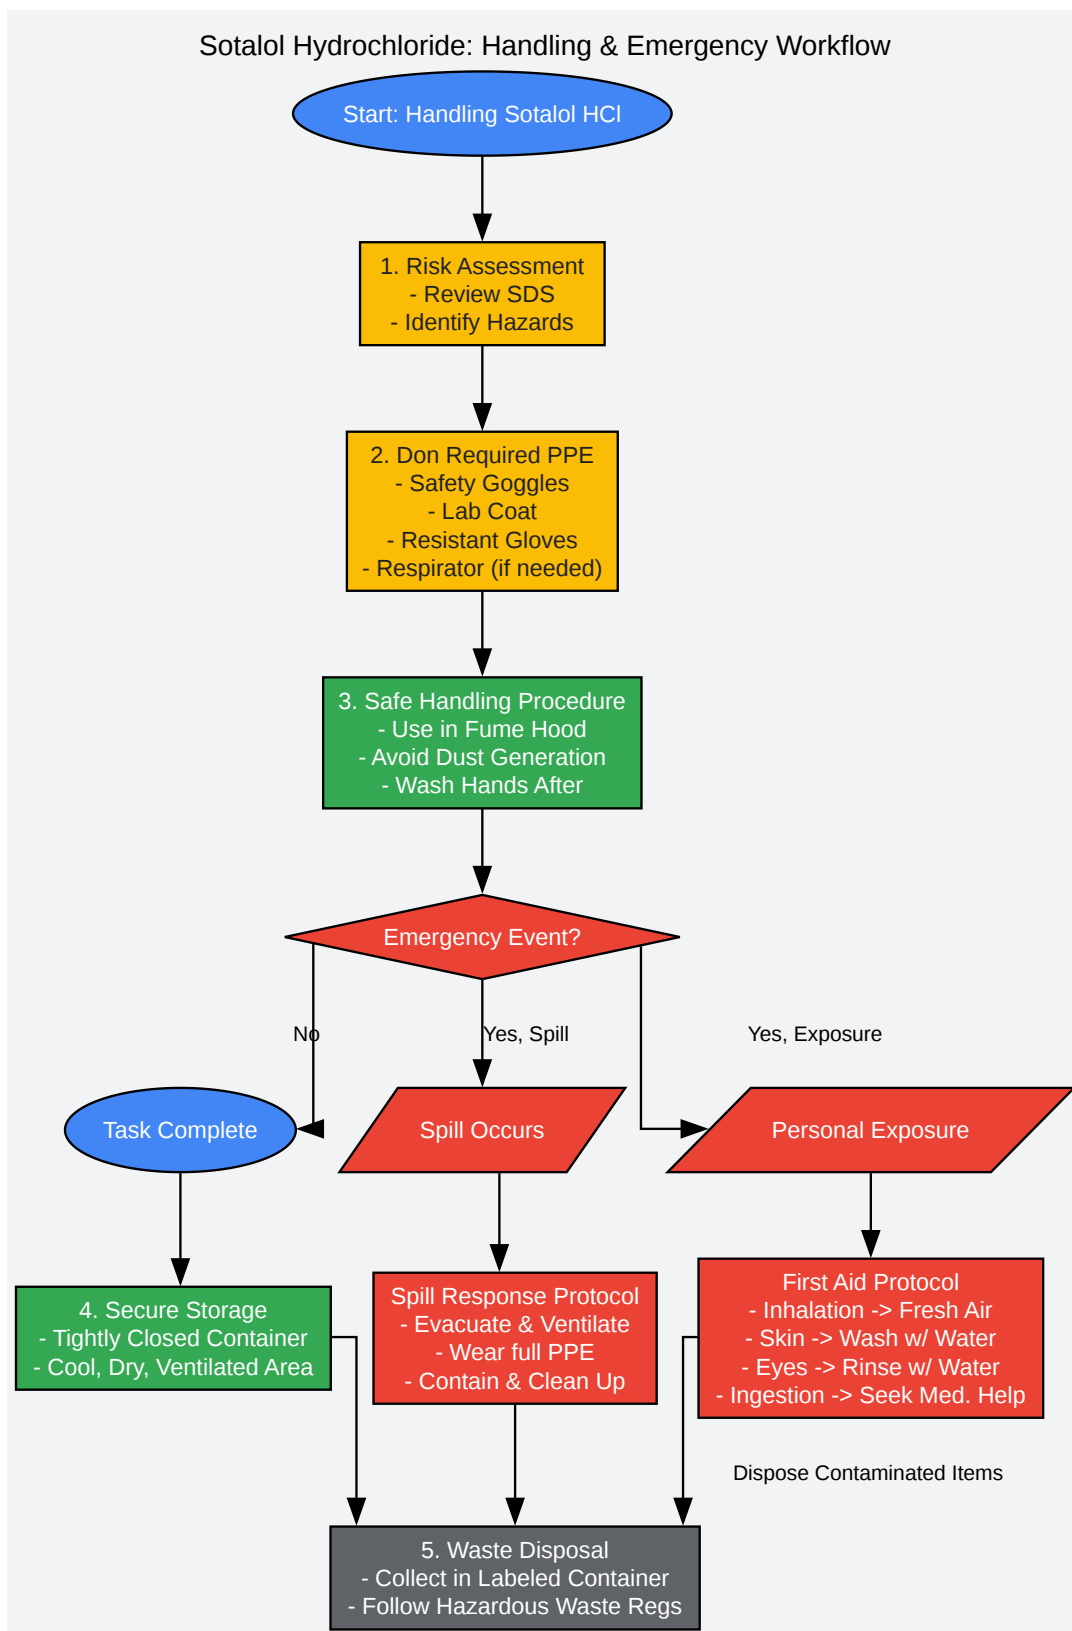 Sotalol Hydrochloride: Handling & Emergency Workflow
Start: Handling Sotalol HCl
1. Risk Assessment
- Review SDS
- Identify Hazards
2. Don Required PPE
- Safety Goggles
- Lab Coat
- Resistant Gloves
- Respirator (if needed)
3. Safe Handling Procedure
- Use in Fume Hood
- Avoid Dust Generation
- Wash Hands After
Emergency Event?
No
Yes, Spill
Yes, Exposure
Task Complete
Spill Occurs
Personal Exposure
4. Secure Storage
- Tightly Closed Container
- Cool, Dry, Ventilated Area
Spill Response Protocol
- Evacuate & Ventilate
- Wear full PPE
- Contain & Clean Up
First Aid Protocol
- Inhalation -> Fresh Air
- Skin -> Wash w/ Water
- Eyes -> Rinse w/ Water
- Ingestion -> Seek Med. Help
Dispose Contaminated Items
5. Waste Disposal
- Collect in Labeled Container
- Follow Hazardous Waste Regs